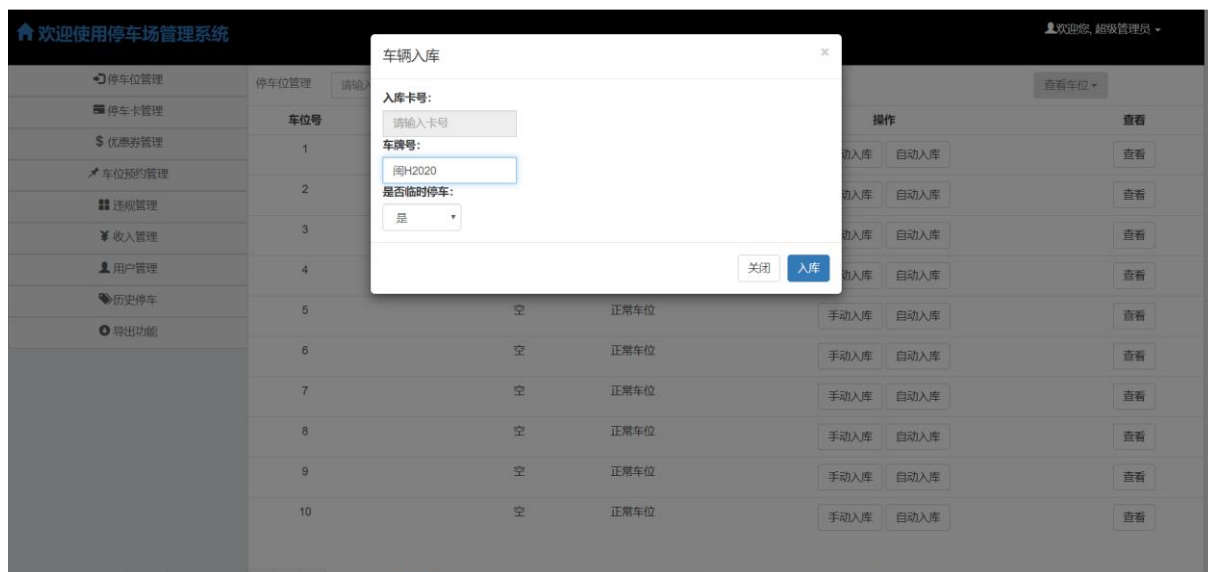 欢迎使用停车场管理系统
欢迎您, 超级管理员
停车位管理
停车卡管理
优惠券管理
车位预约管理
违规管理
收入管理
用户管理
历史停车
导出功能
停车位管理 请输入 查看车位
车位号 操作 查看
车辆入库 ×
入库卡号：
请输入卡号
车牌号：
闽H2020
是否临时停车：
是
关闭 入库
1 动入库 自动入库 查看
2 动入库 自动入库 查看
3 动入库 自动入库 查看
4 动入库 自动入库 查看
5 空 正常车位 手动入库 自动入库 查看
6 空 正常车位 手动入库 自动入库 查看
7 空 正常车位 手动入库 自动入库 查看
8 空 正常车位 手动入库 自动入库 查看
9 空 正常车位 手动入库 自动入库 查看
10 空 正常车位 手动入库 自动入库 查看